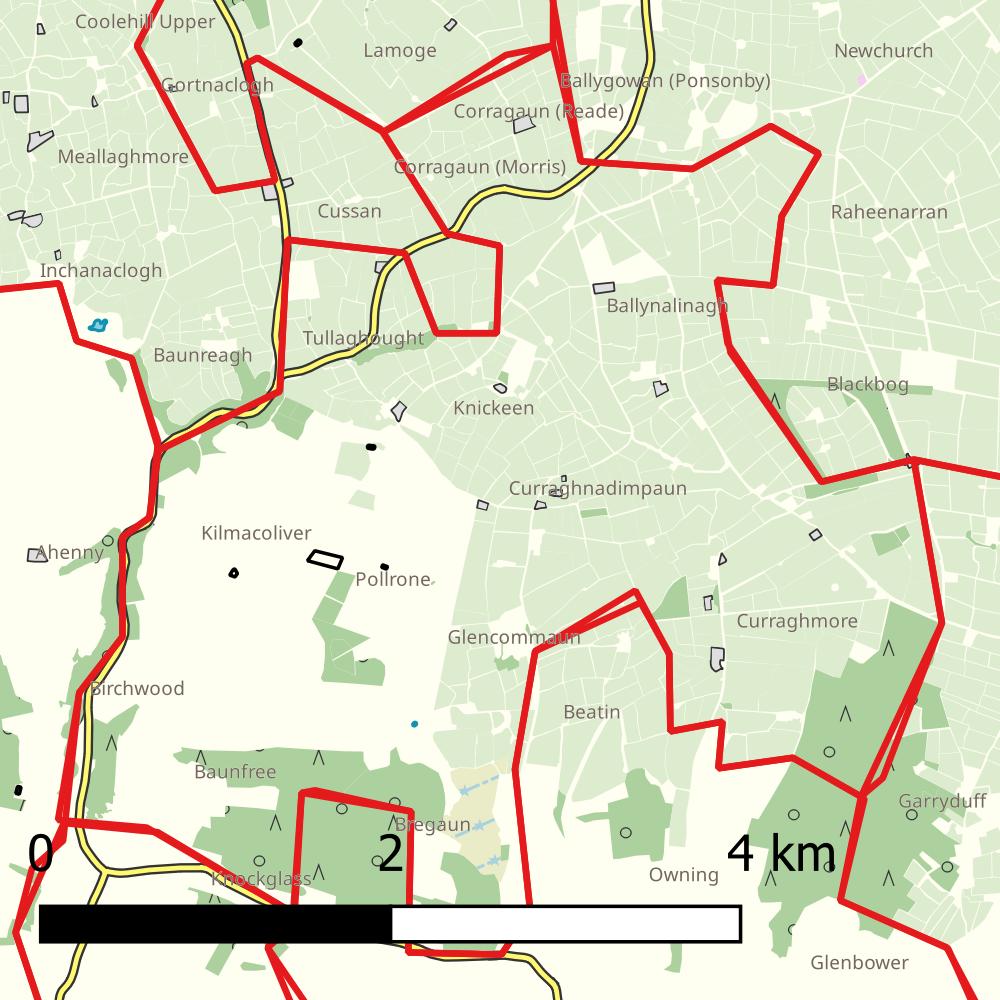 Coolehill Upper
Lamoge
Newchurch
Gortnaclogh
Ballygowan (Ponsonby)
Corragaun (Reade)
Meallaghmore
Corragaun (Morris)
Cussan
Raheenarran
Inchanaclogh
Ballynalinagh
Tullaghought
Baunreagh
Blackbog
Knickeen
Curraghnadimpaun
Kilmacoliver
Ahenny
Pollrone
Curraghmore
Glencommaun
Birchwood
Beatin
Baunfree
Garryduff
Bregaun
0 2 4 km
Knockglass
Owning
Glenbower